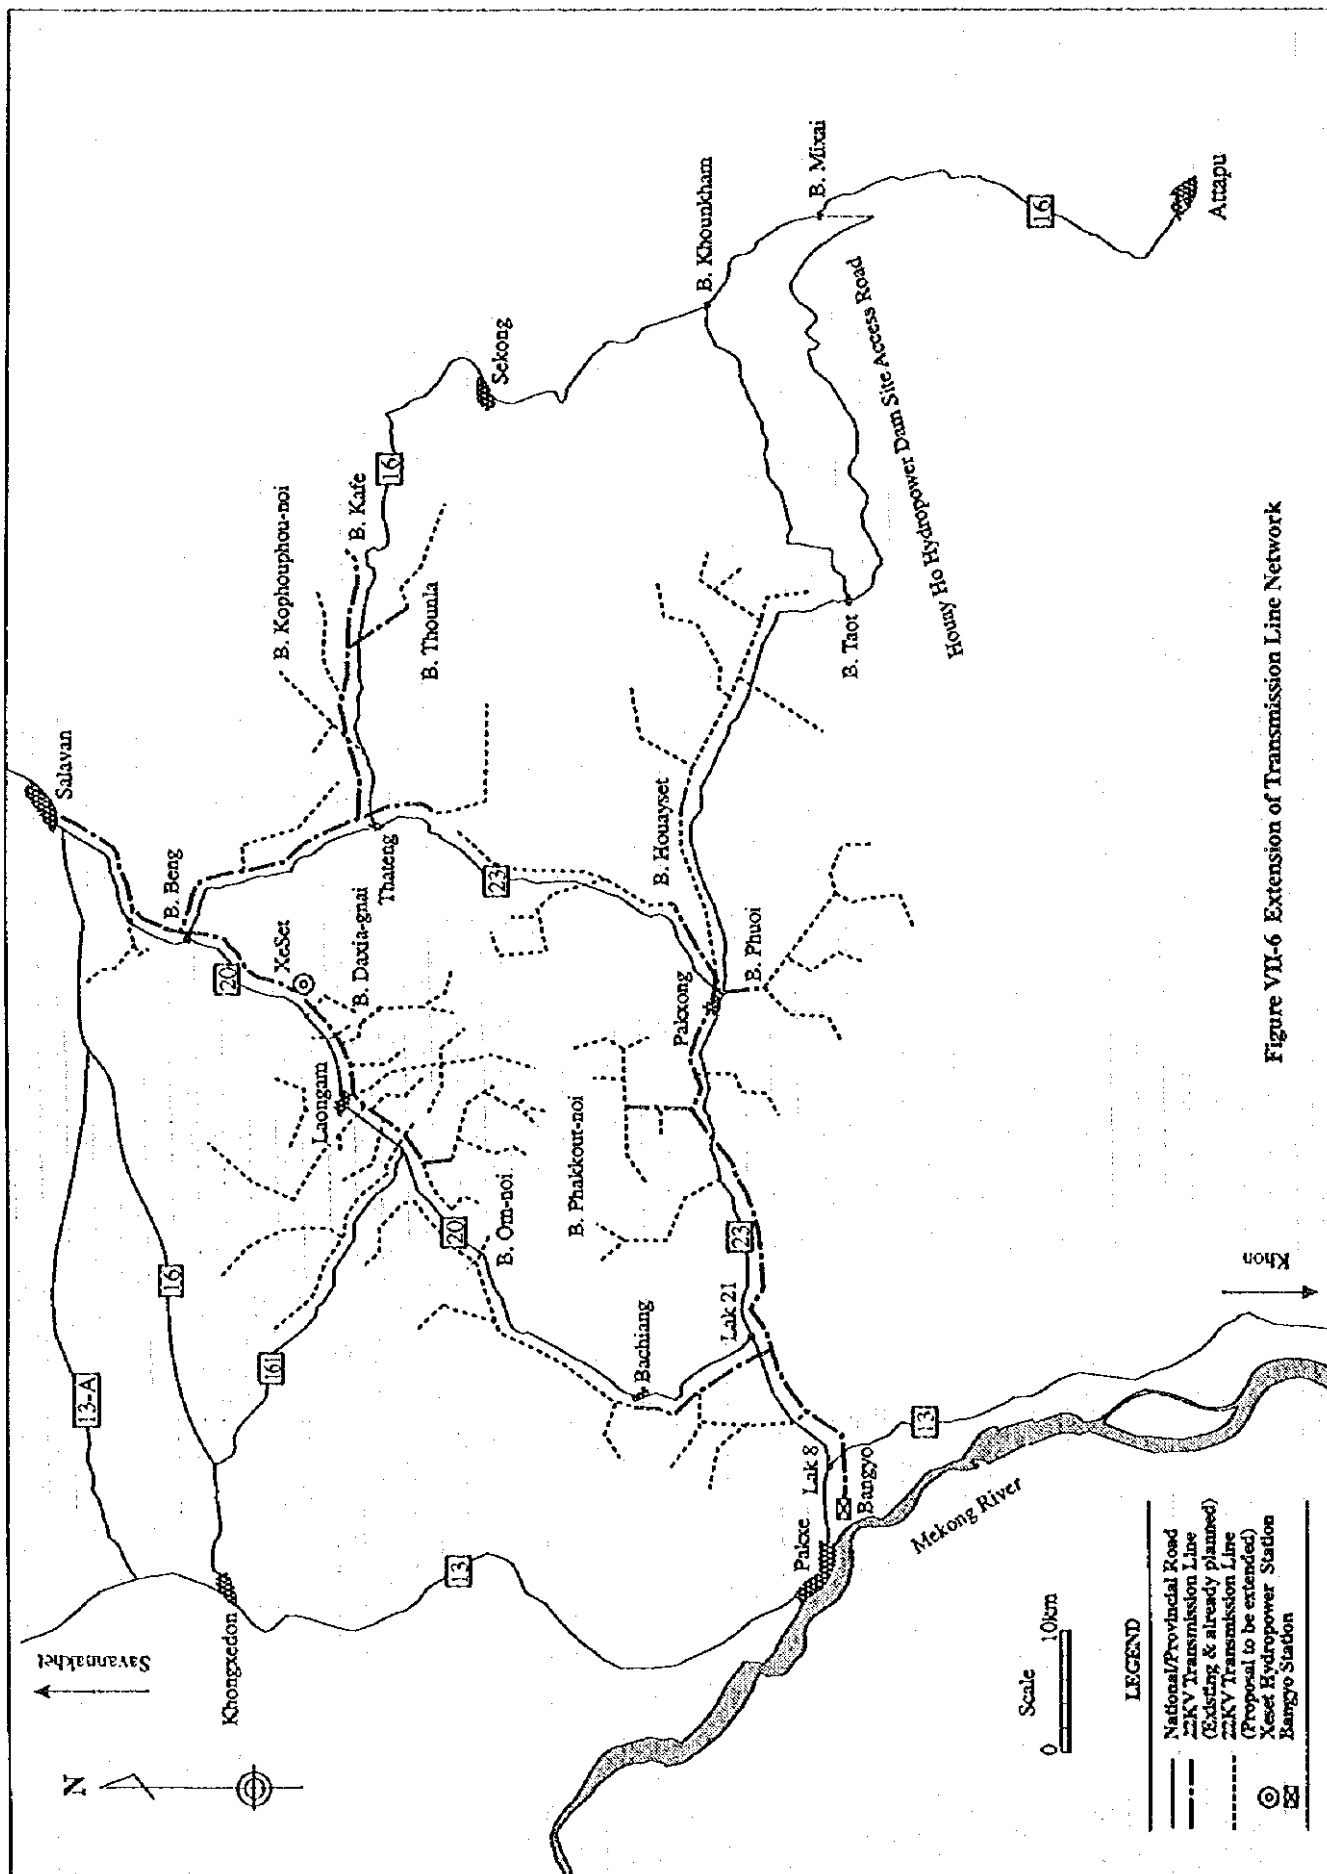 Savannakhet
N
13-A
Salavan
16
Khongxedon
161
B. Beng
20
XeSet
B. Daxia-gnai
Laongam
Thateng
B. Kophouphou-noi
B. Kafe
16
B. Thounla
Sekong
13
20
B. Om-noi
23
B. Phakkout-noi
B. Houayset
Bachiang
Pakxong
B. Phuoi
Lak 21
23
B. Khounkham
B. Mixai
B. Taot
Houay Ho Hydropower Dam Site Access Road
16
Attapu
Pakxe
Lak 8
Bangyo
13
Mekong River
Khon
Scale
0
10km
LEGEND
National/Provincial Road
22KV Transmission Line
(Existing & already planned)
22KV Transmission Line
(Proposal to be extended)
Xeset Hydropower Station
Bangyo Station
Figure VII-6 Extension of Transmission Line Network